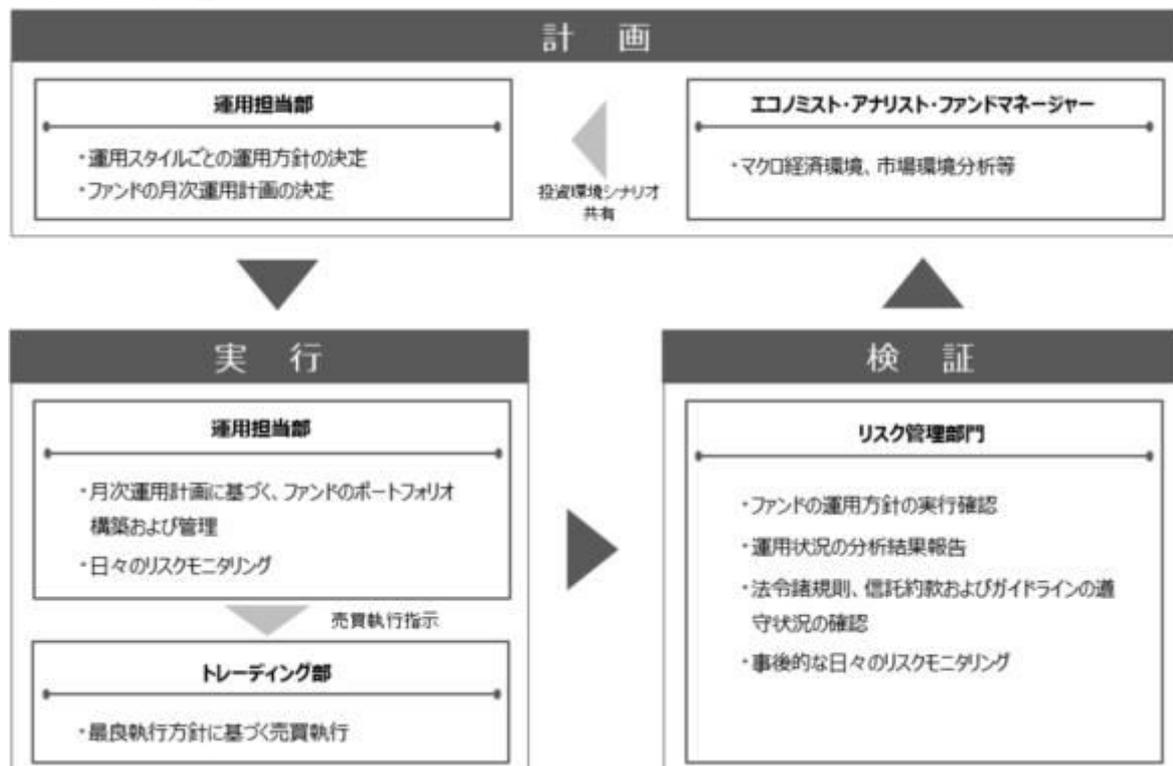 計 画
運用担当部
・運用スタイルごとの運用方針の決定
・ファンドの月次運用計画の決定
投資環境シナリオ
共有
エコノミスト・アナリスト・ファンドマネージャー
・マクロ経済環境、市場環境分析等
実 行
運用担当部
・月次運用計画に基づく、ファンドのポートフォリオ
構築および管理
・日々のリスクモニタリング
売買執行指示
トレーディング部
・最良執行方針に基づく売買執行
検 証
リスク管理部門
・ファンドの運用方針の実行確認
・運用状況の分析結果報告
・法令諸規則、信託約款およびガイドラインの遵
守状況の確認
・事後的な日々のリスクモニタリング